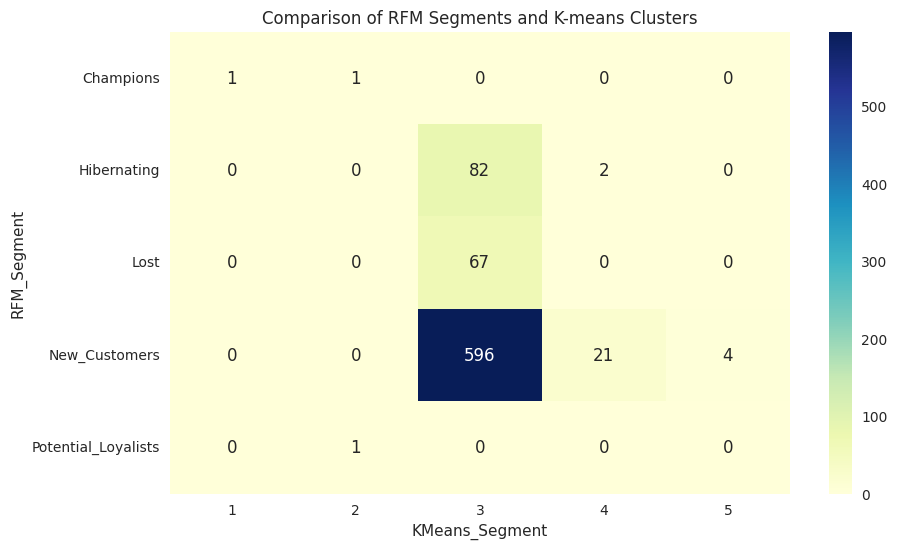 Comparison of RFM Segments and K-means Clusters
RFM_Segment
Champions 1 1 0 0 0
Hibernating 0 0 82 2 0
Lost 0 0 67 0 0
New_Customers 0 0 596 21 4
Potential_Loyalists 0 1 0 0 0
1 2 3 4 5
KMeans_Segment
500
400
300
200
100
0